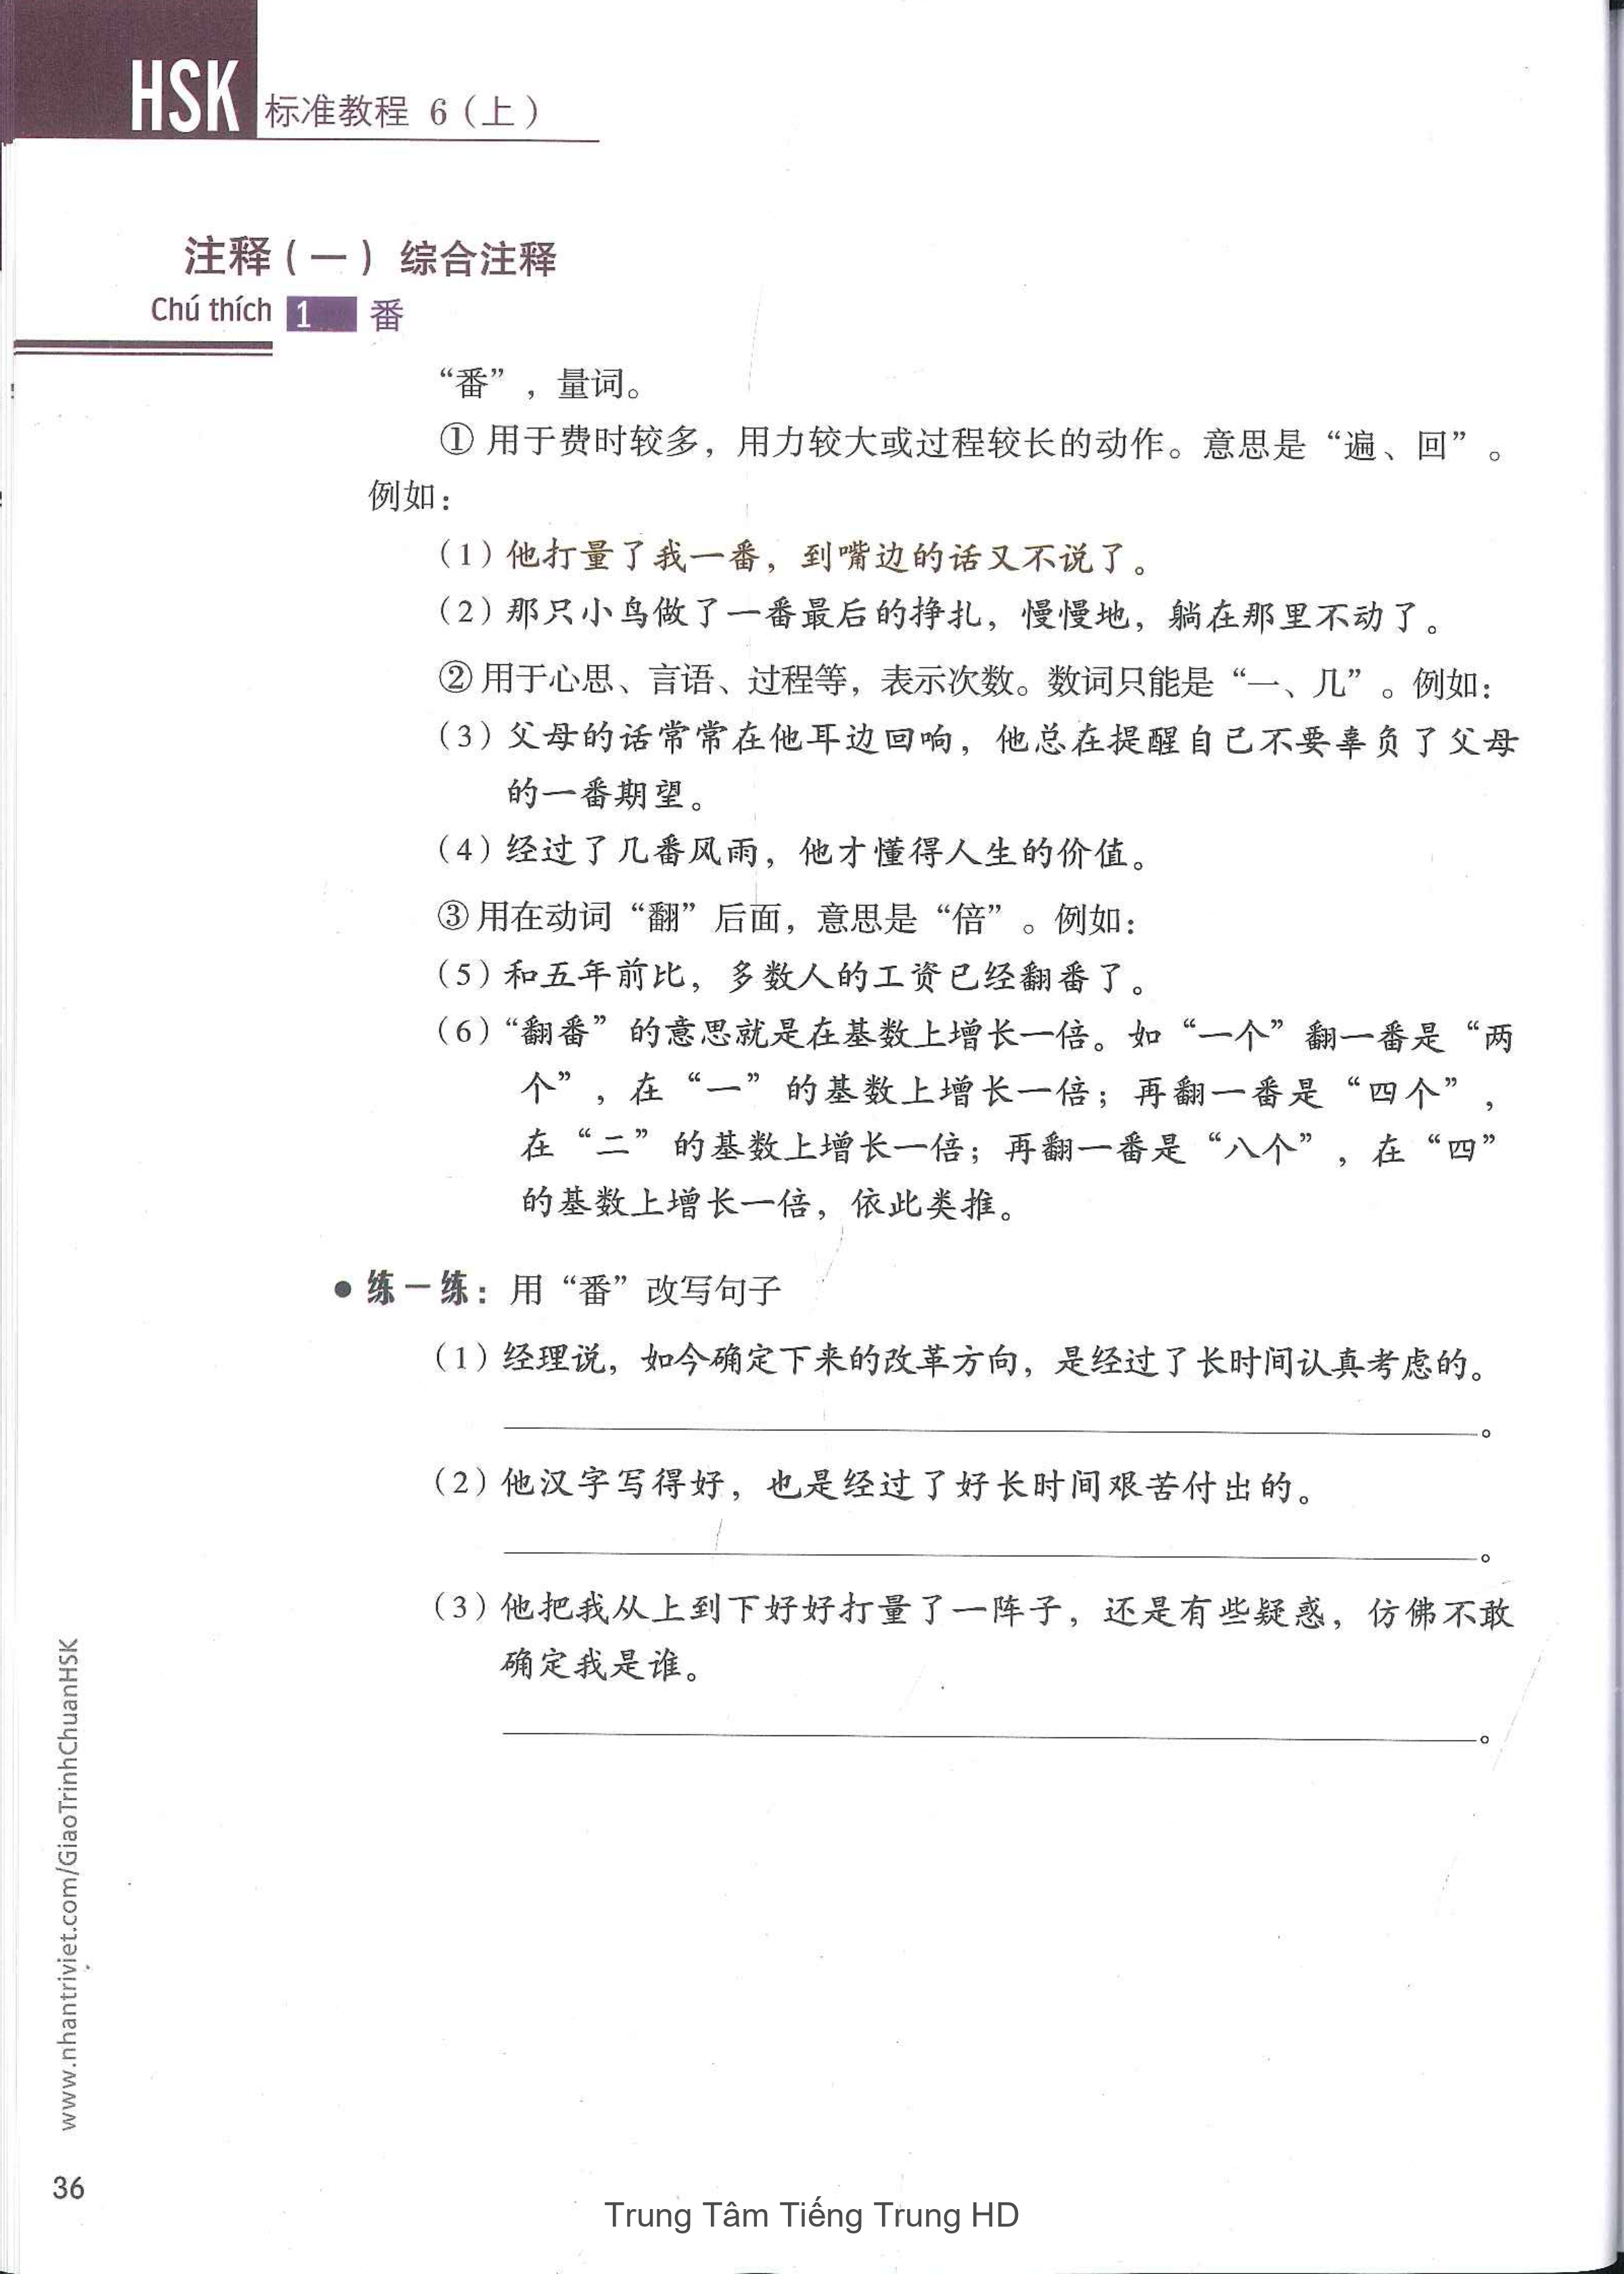 HSK 标准教程 6（上）
注释（一）综合注释
Chú thích 1 番
“番”，量词。
① 用于费时较多，用力较大或过程较长的动作。意思是“遍、回”。
例如：
（1）他打量了我一番，到嘴边的话又不说了。
（2）那只小鸟做了一番最后的挣扎，慢慢地，躺在那里不动了。
② 用于心思、言语、过程等，表示次数。数词只能是“一、几”。例如：
（3）父母的话常常在他耳边回响，他总在提醒自己不要辜负了父母
的一番期望。
（4）经过了几番风雨，他才懂得人生的价值。
③ 用在动词“翻”后面，意思是“倍”。例如：
（5）和五年前比，多数人的工资已经翻番了。
（6）“翻番”的意思就是在基数上增长一倍。如“一个”翻一番是“两
个”，在“一”的基数上增长一倍；再翻一番是“四个”，
在“二”的基数上增长一倍；再翻一番是“八个”，在“四”
的基数上增长一倍，依此类推。
● 练一练：用“番”改写句子
（1）经理说，如今确定下来的改革方向，是经过了长时间认真考虑的。
。
（2）他汉字写得好，也是经过了好长时间艰苦付出的。
。
（3）他把我从上到下好好打量了一阵子，还是有些疑惑，仿佛不敢
确定我是谁。
。
www.nhantriviet.com/GiaoTrinhChuanHSK
36
Trung Tâm Tiếng Trung HD